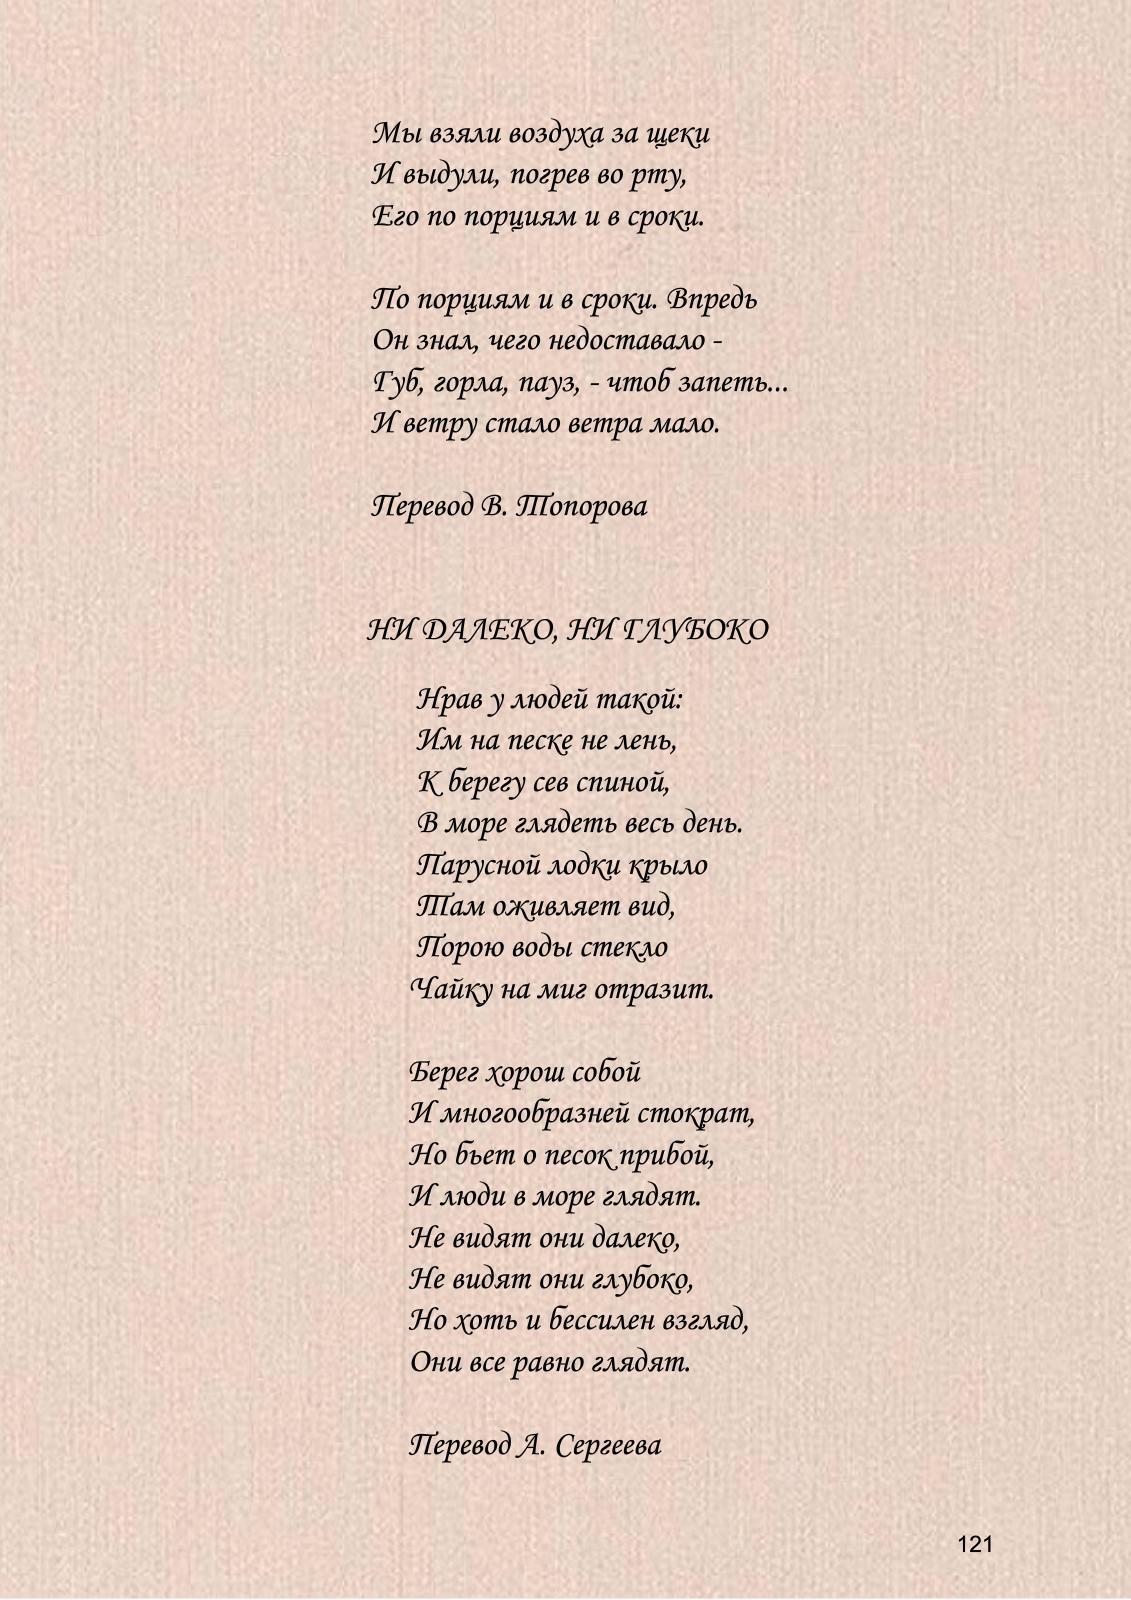 Мы взяли воздуха за щеки
И выдули, погрев во рту,
Его по порциям и в сроки.
По порциям и в сроки. Впредь
Он знал, чего недоставало -
Губ, горла, пауз, - чтоб запеть...
И ветру стало ветра мало.
Перевод В. Топорова
НИ ДАЛЕКО, НИ ГЛУБОКО
Нрав у людей такой:
Им на песке не лень,
К берегу сев спиной,
В море глядеть весь день.
Парусной лодки крыло
Там оживляет вид,
Порою воды стекло
Чайку на миг отразит.
Берег хорош собой
И многообразней стократ,
Но бьет о песок прибой,
И люди в море глядят.
Не видят они далеко,
Не видят они глубоко,
Но хоть и бессилен взгляд,
Они все равно глядят.
Перевод А. Сергеева
121